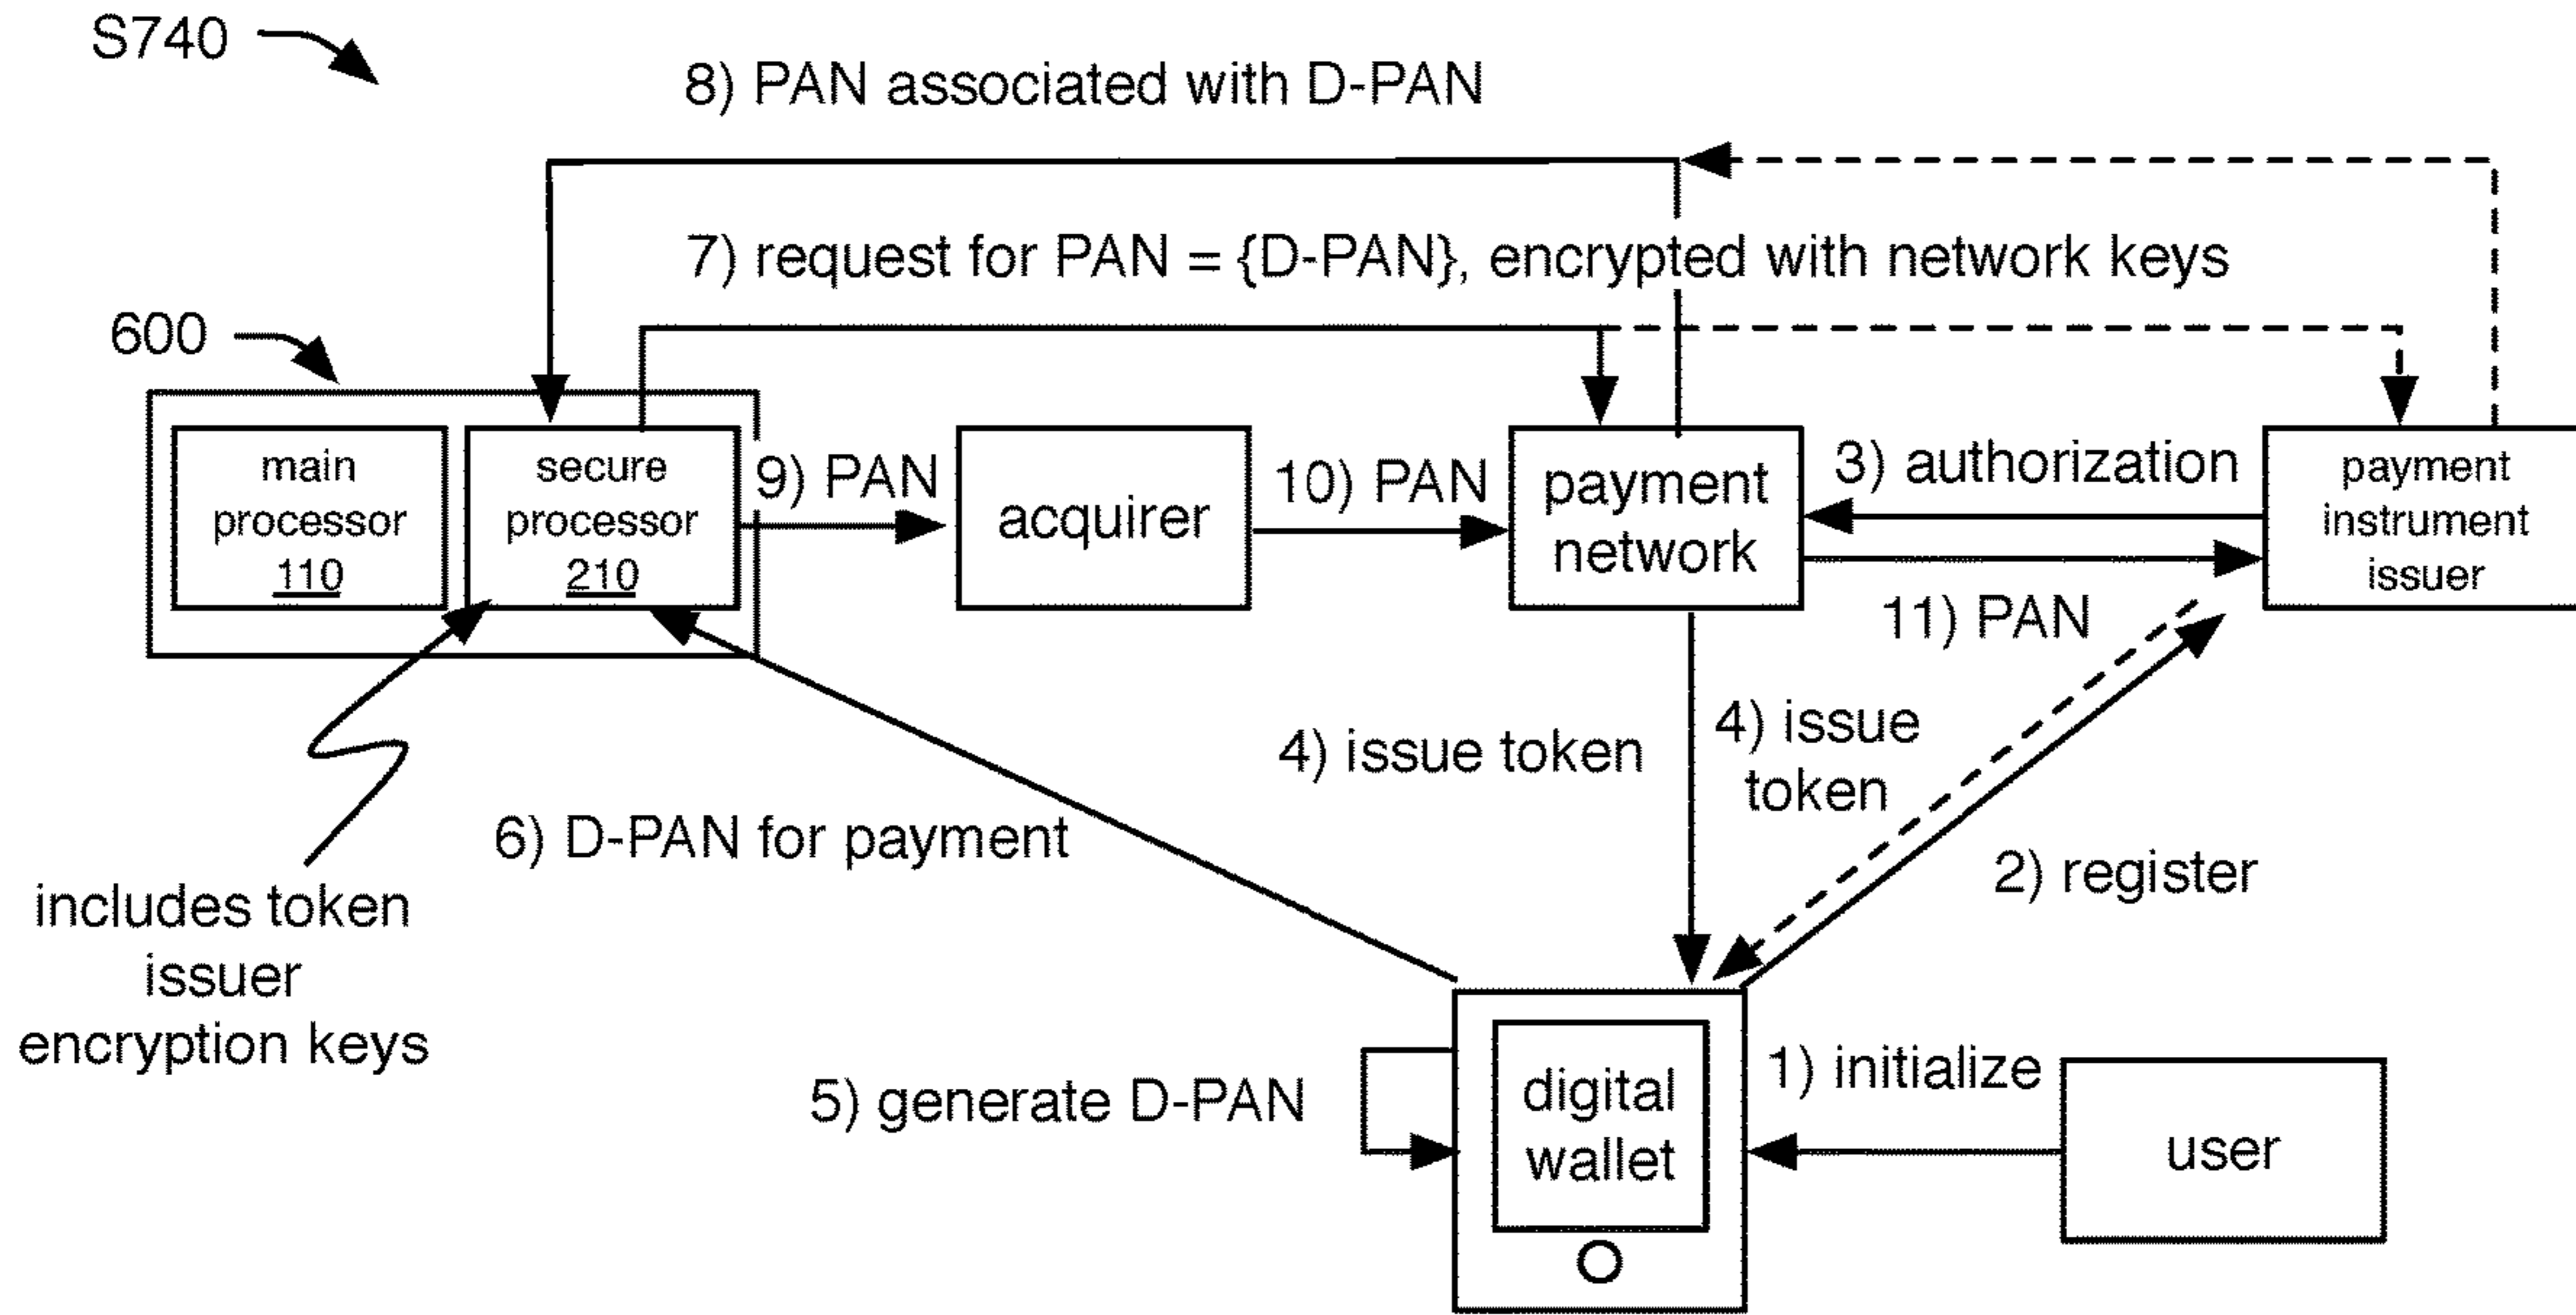 S740
8) PAN associated with D-PAN
7) request for PAN = {D-PAN}, encrypted with network keys
600
main
processor
110
secure
processor
210
9) PAN
acquirer
10) PAN
payment
network
3) authorization
11) PAN
payment
instrument
issuer
4) issue token
4) issue
token
2) register
6) D-PAN for payment
includes token
issuer
encryption keys
5) generate D-PAN
digital
wallet
1) initialize
user